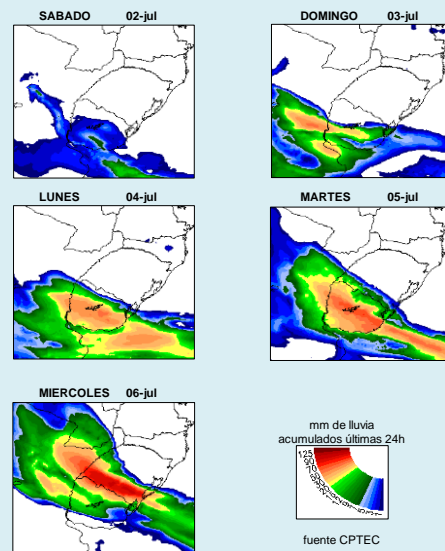 SABADO 02-jul
DOMINGO 03-jul
LUNES 04-jul
MARTES 05-jul
MIERCOLES 06-jul
mm de lluvia
acumulados últimas 24h
fuente CPTEC